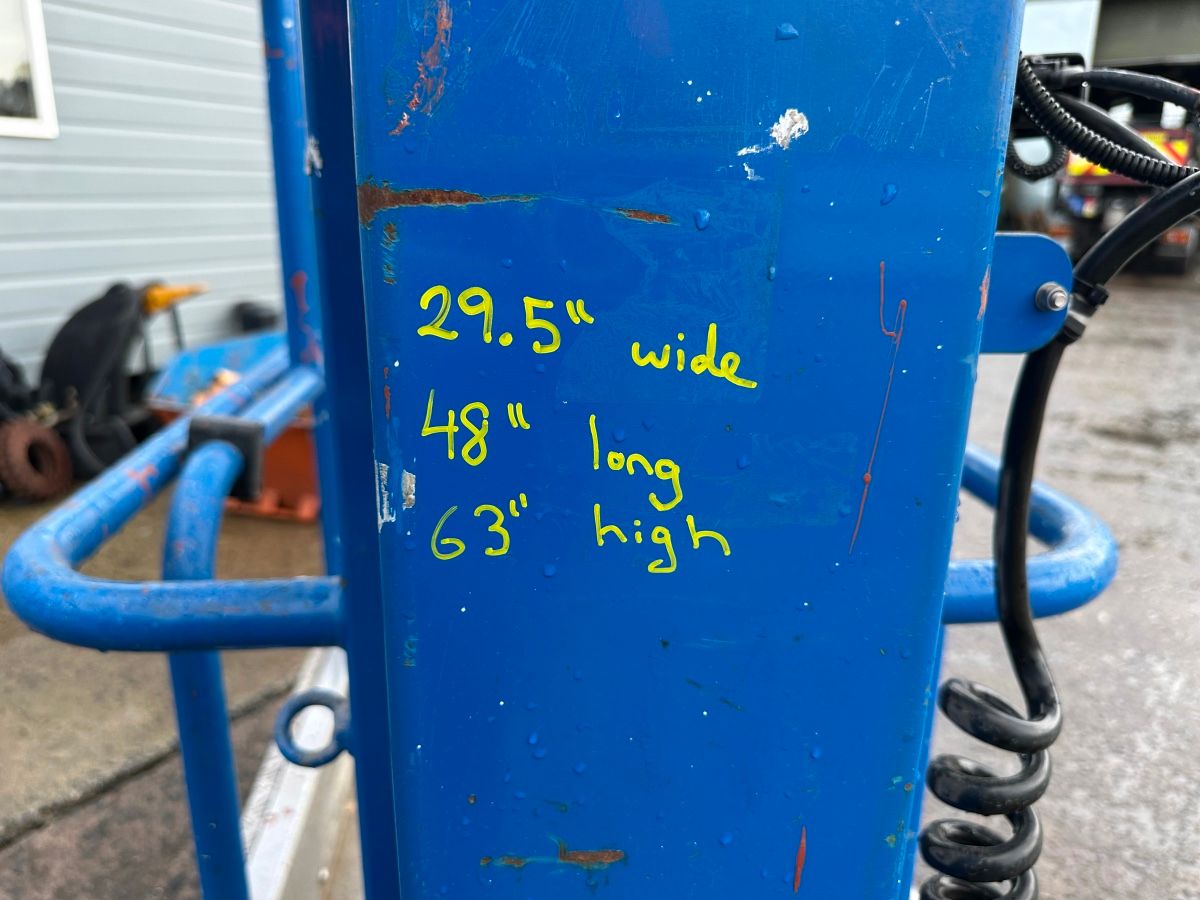 29.5" wide
48" long
63" high